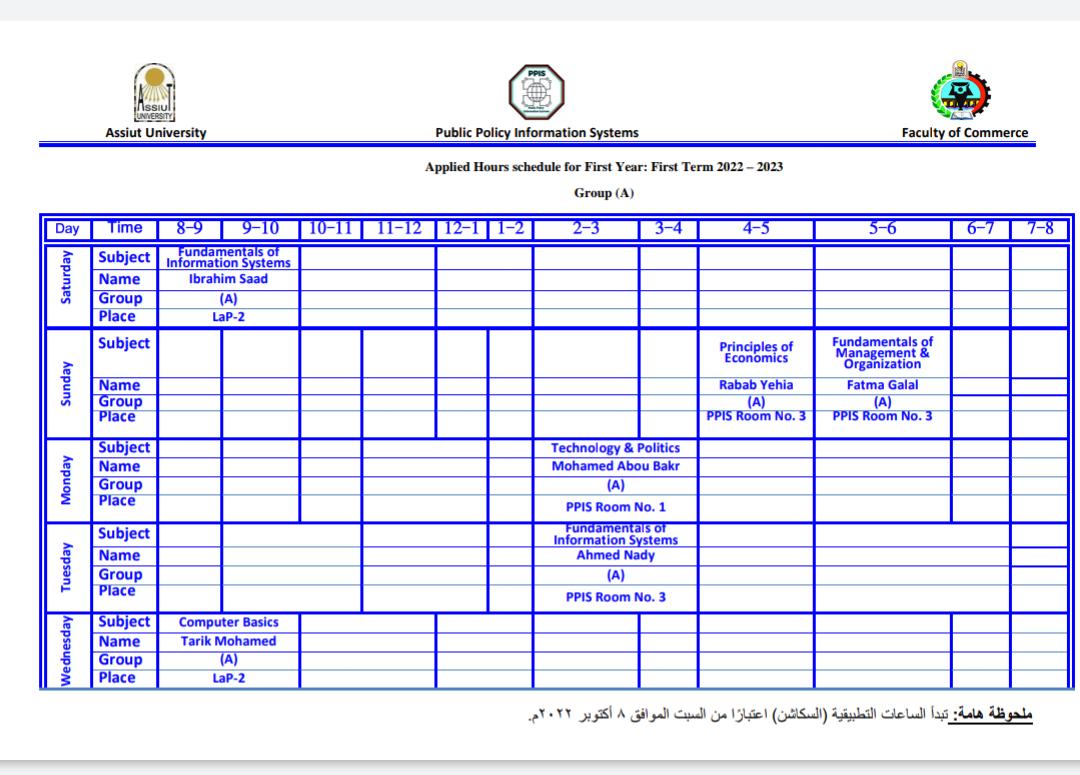 PPIS
ASSIUT
UNIVERSITY
Assiut University
Public Policy Information Systems
Faculty of Commerce
Applied Hours schedule for First Year: First Term 2022 – 2023
Group (A)
Day Time 8–9 9–10 10–11 11–12 12–1 1–2 2–3 3–4 4–5 5–6 6–7 7–8
Saturday
Subject Fundamentals of Information Systems
Name Ibrahim Saad
Group (A)
Place LaP-2
Sunday
Subject Principles of Economics Fundamentals of Management & Organization
Name Rabab Yehia Fatma Galal
Group (A) (A)
Place PPIS Room No. 3 PPIS Room No. 3
Monday
Subject Technology & Politics
Name Mohamed Abou Bakr
Group (A)
Place PPIS Room No. 1
Tuesday
Subject Fundamentals of Information Systems
Name Ahmed Nady
Group (A)
Place PPIS Room No. 3
Wednesday
Subject Computer Basics
Name Tarik Mohamed
Group (A)
Place LaP-2
ملحوظة هامة: تبدأ الساعات التطبيقية (السكاشن) اعتبارًا من السبت الموافق ٨ أكتوبر ٢٠٢٢م.